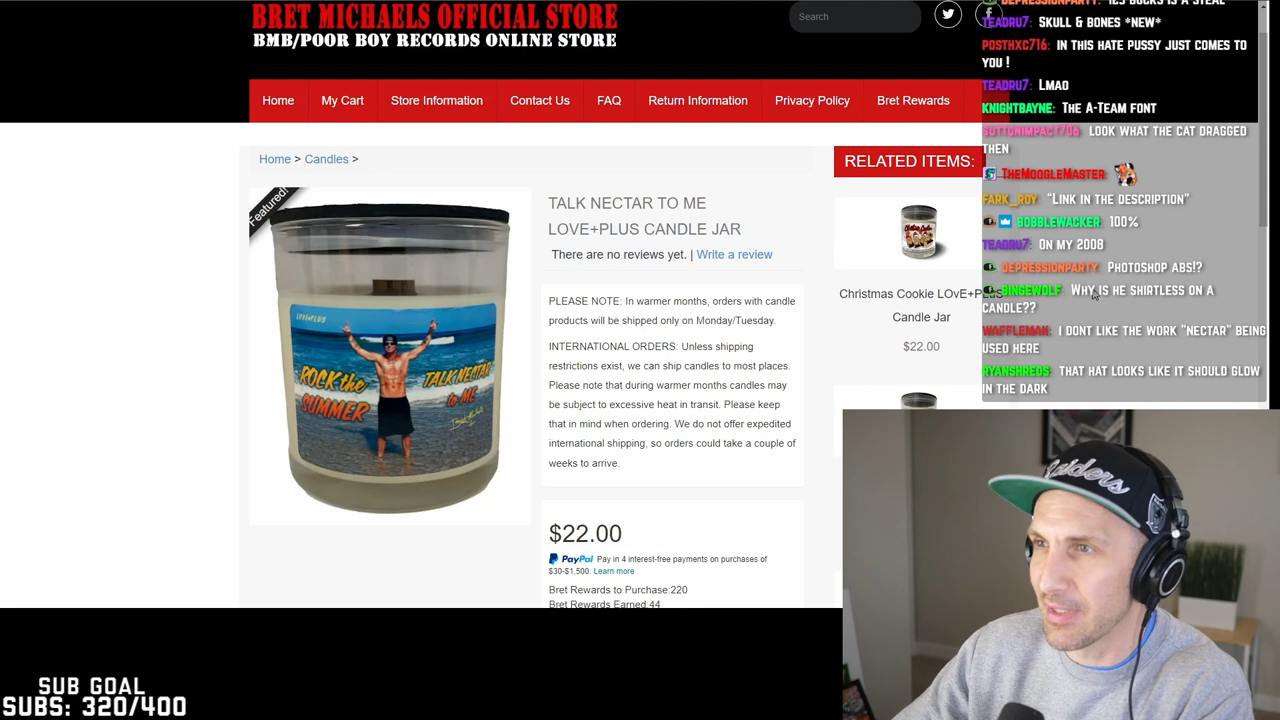 BRET MICHAELS OFFICIAL STORE
BMB/POOR BOY RECORDS ONLINE STORE
Search
Home
My Cart
Store Information
Contact Us
FAQ
Return Information
Privacy Policy
Bret Rewards
Home > Candles >
Featured!
LOVE+PLUS
ROCK the
SUMMER
TALK NECTAR
to ME
TALK NECTAR TO ME
LOVE+PLUS CANDLE JAR
There are no reviews yet. | Write a review
PLEASE NOTE: In warmer months, orders with candle
products will be shipped only on Monday/Tuesday.
INTERNATIONAL ORDERS: Unless shipping
restrictions exist, we can ship candles to most places.
Please note that during warmer months candles may
be subject to excessive heat in transit. Please keep
that in mind when ordering. We do not offer expedited
international shipping, so orders could take a couple of
weeks to arrive.
$22.00
PayPal Pay in 4 interest-free payments on purchases of
$30-$1,500. Learn more
Bret Rewards to Purchase:220
Bret Rewards Earned:44
RELATED ITEMS:
Christmas Cookie LOvE+PLUS
Candle Jar
$22.00
DEPRESSIONPARTY: 125 BUCKS IS A STEAL
TEADRU7: SKULL & BONES *NEW*
POSTHXC716: IN THIS HATE PUSSY JUST COMES TO
YOU !
TEADRU7: LMAO
KNIGHTBAYNE: THE A-TEAM FONT
SUTTONIMPACT706: LOOK WHAT THE CAT DRAGGED
THEN
THEMOOGLEMASTER:
FARK_ROY: "LINK IN THE DESCRIPTION"
BOBBLEWACKER: 100%
TEADRU7: ON MY 2008
DEPRESSIONPARTY: PHOTOSHOP ABS!?
BINGEWOLF: WHY IS HE SHIRTLESS ON A
CANDLE??
WAFFLEMAK: I DONT LIKE THE WORK "NECTAR" BEING
USED HERE
RYANSHREDS: THAT HAT LOOKS LIKE IT SHOULD GLOW
IN THE DARK
Raiders
SUB GOAL
SUBS: 320/400